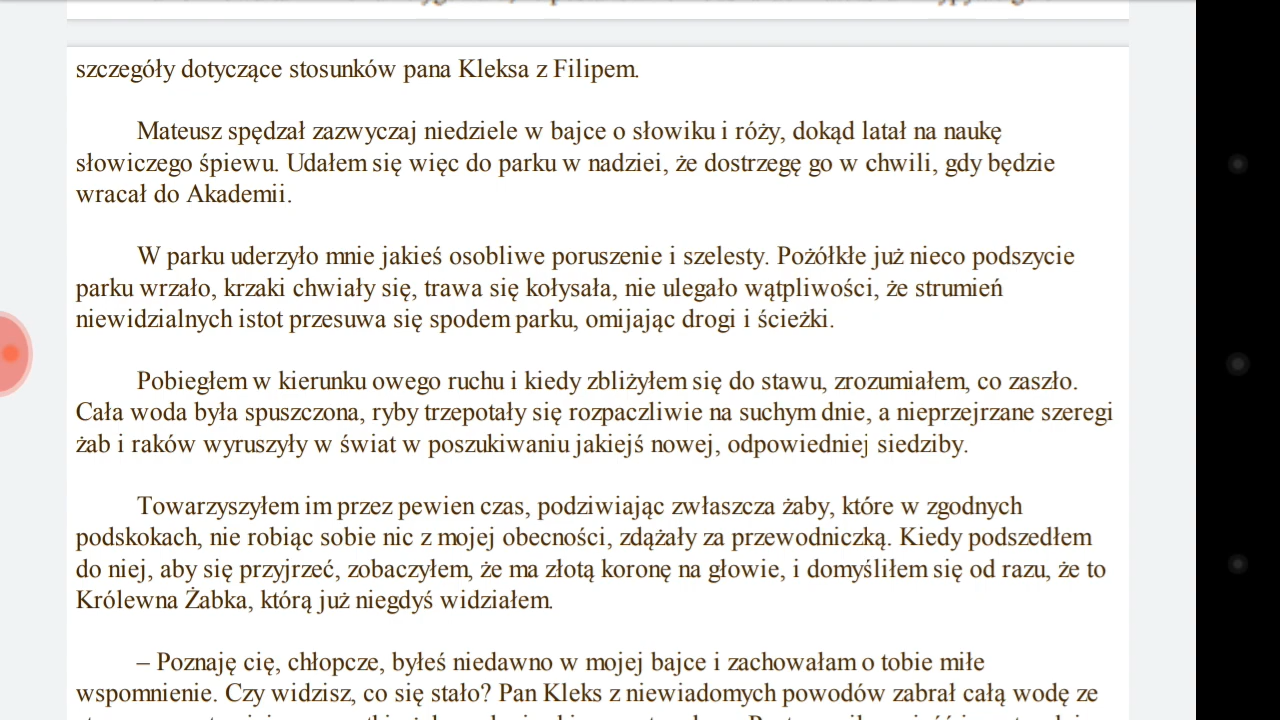 szczegóły dotyczące stosunków pana Kleksa z Filipem.
Mateusz spędzał zazwyczaj niedziele w bajce o słowiku i róży, dokąd latał na naukę
słowiczego śpiewu. Udałem się więc do parku w nadziei, że dostrzegę go w chwili, gdy będzie
wracał do Akademii.
W parku uderzyło mnie jakieś osobliwe poruszenie i szelesty. Pożółkłe już nieco podszycie
parku wrzało, krzaki chwiały się, trawa się kołysała, nie ulegało wątpliwości, że strumień
niewidzialnych istot przesuwa się spodem parku, omijając drogi i ścieżki.
Pobiegłem w kierunku owego ruchu i kiedy zbliżyłem się do stawu, zrozumiałem, co zaszło.
Cała woda była spuszczona, ryby trzepotały się rozpaczliwie na suchym dnie, a nieprzejrzane szeregi
żab i raków wyruszyły w świat w poszukiwaniu jakiejś nowej, odpowiedniej siedziby.
Towarzyszyłem im przez pewien czas, podziwiając zwłaszcza żaby, które w zgodnych
podskokach, nie robiąc sobie nic z mojej obecności, zdążały za przewodniczką. Kiedy podszedłem
do niej, aby się przyjrzeć, zobaczyłem, że ma złotą koronę na głowie, i domyśliłem się od razu, że to
Królewna Żabka, którą już niegdyś widziałem.
– Poznaję cię, chłopcze, byłeś niedawno w mojej bajce i zachowałam o tobie miłe
wspomnienie. Czy widzisz, co się stało? Pan Kleks z niewiadomych powodów zabrał całą wodę ze